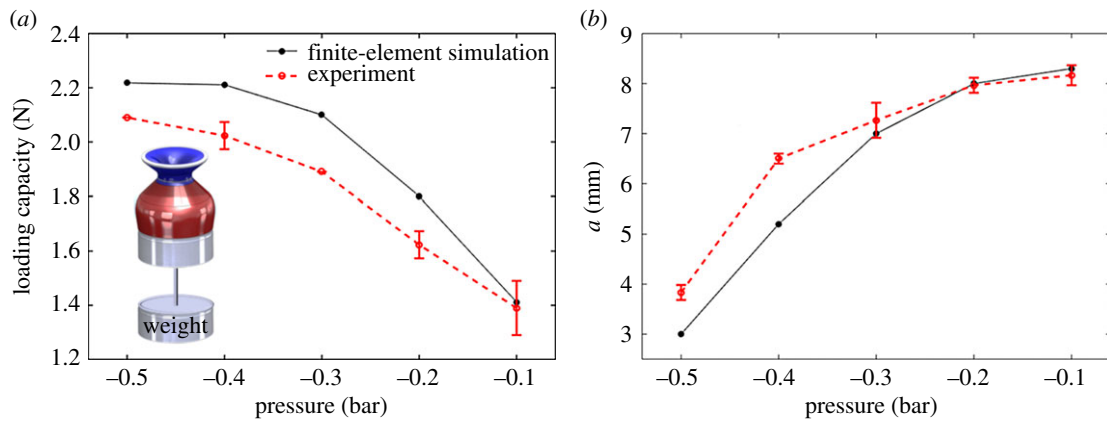 (a)
2.4
2.2
2.0
1.8
1.6
1.4
1.2
loading capacity (N)
finite-element simulation
experiment
weight
–0.5 –0.4 –0.3 –0.2 –0.1
pressure (bar)
(b)
9
8
7
6
5
4
3
a (mm)
–0.5 –0.4 –0.3 –0.2 –0.1
pressure (bar)